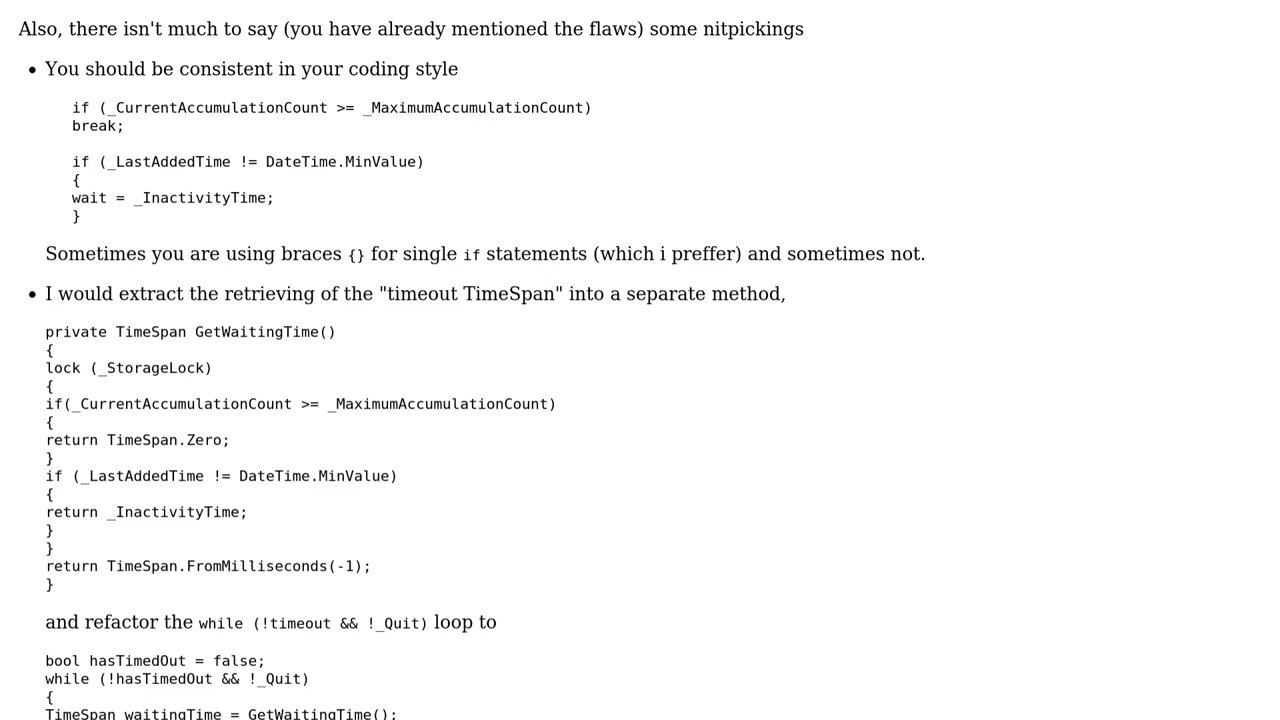 Also, there isn't much to say (you have already mentioned the flaws) some nitpickings
• You should be consistent in your coding style
if (_CurrentAccumulationCount >= _MaximumAccumulationCount)
break;
if (_LastAddedTime != DateTime.MinValue)
{
wait = _InactivityTime;
}
Sometimes you are using braces {} for single if statements (which i preffer) and sometimes not.
• I would extract the retrieving of the "timeout TimeSpan" into a separate method,
private TimeSpan GetWaitingTime()
{
lock (_StorageLock)
{
if(_CurrentAccumulationCount >= _MaximumAccumulationCount)
{
return TimeSpan.Zero;
}
if (_LastAddedTime != DateTime.MinValue)
{
return _InactivityTime;
}
}
return TimeSpan.FromMilliseconds(-1);
}
and refactor the while (!timeout && !_Quit) loop to
bool hasTimedOut = false;
while (!hasTimedOut && !_Quit)
{
TimeSpan waitingTime = GetWaitingTime();